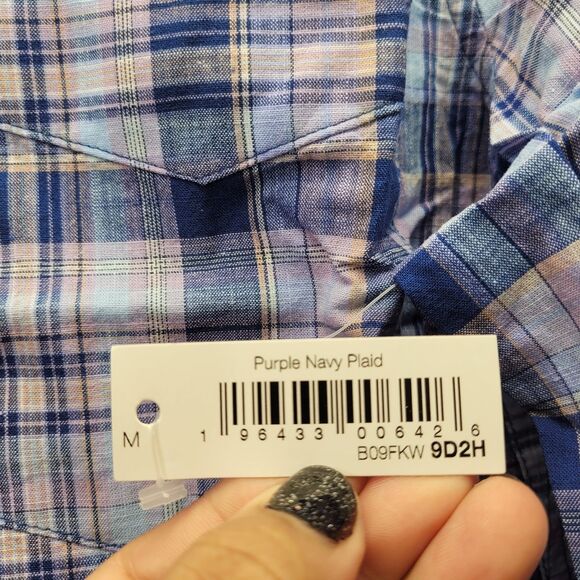 Purple Navy Plaid
M
1 96433 00642 6
B09FKW 9D2H